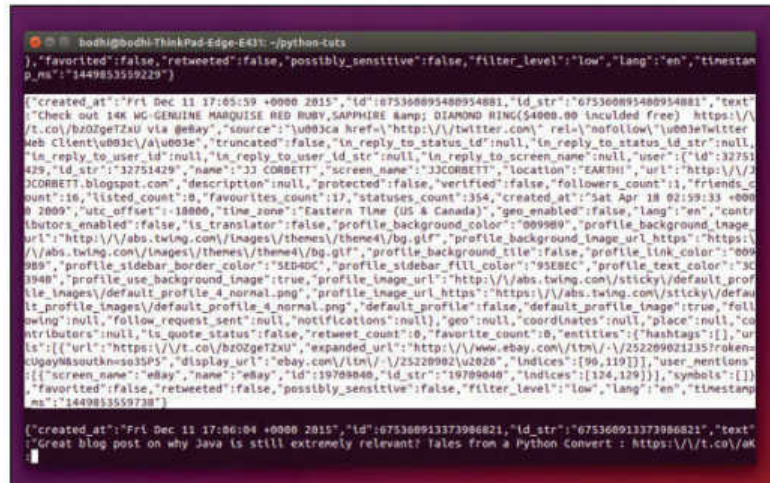 bodhi@bodhi-ThinkPad-Edge-E431: ~/python-tuts
},"favorited":false,"retweeted":false,"possibly_sensitive":false,"filter_level":"low","lang":"en","timestam
p_ms":"1449853559229"}
{"created_at":"Fri Dec 11 17:05:59 +0000 2015","id":675360895480954881,"id_str":"675360895480954881","text"
:"Check out 14K WG-GENUINE MARQUISE RED RUBY,SAPPHIRE &amp; DIAMOND RING($4000.00 inculded free) https:\/\
/t.co\/bzOZgeTZxU via @eBay","source":"\u003ca href=\"http:\/\/twitter.com\" rel=\"nofollow\"\u003eTwitter
Web Client\u003c\/a\u003e","truncated":false,"in_reply_to_status_id":null,"in_reply_to_status_id_str":null,
"in_reply_to_user_id":null,"in_reply_to_user_id_str":null,"in_reply_to_screen_name":null,"user":{"id":32751
429,"id_str":"32751429","name":"JJ CORBETT","screen_name":"JJCORBETT","location":"EARTH!","url":"http:\/\/J
JCORBETT.blogspot.com","description":null,"protected":false,"verified":false,"followers_count":1,"friends_c
ount":16,"listed_count":0,"favourites_count":17,"statuses_count":354,"created_at":"Sat Apr 18 02:59:33 +000
0 2009","utc_offset":-18000,"time_zone":"Eastern Time (US & Canada)","geo_enabled":false,"lang":"en","contr
ibutors_enabled":false,"is_translator":false,"profile_background_color":"0099B9","profile_background_image_
url":"http:\/\/abs.twimg.com\/images\/themes\/theme4\/bg.gif","profile_background_image_url_https":"https:\
/\/abs.twimg.com\/images\/themes\/theme4\/bg.gif","profile_background_tile":false,"profile_link_color":"009
9B9","profile_sidebar_border_color":"5ED4DC","profile_sidebar_fill_color":"95E8EC","profile_text_color":"3C
3940","profile_use_background_image":true,"profile_image_url":"http:\/\/abs.twimg.com\/sticky\/default_prof
ile_images\/default_profile_4_normal.png","profile_image_url_https":"https:\/\/abs.twimg.com\/sticky\/defau
lt_profile_images\/default_profile_4_normal.png","default_profile":false,"default_profile_image":true,"foll
owing":null,"follow_request_sent":null,"notifications":null},"geo":null,"coordinates":null,"place":null,"co
ntributors":null,"is_quote_status":false,"retweet_count":0,"favorite_count":0,"entities":{"hashtags":[],"ur
ls":[{"url":"https:\/\/t.co\/bzOZgeTZxU","expanded_url":"http:\/\/www.ebay.com\/itm\/-\/252209021235?roken=
cUgayN&soutkn=so3SPS","display_url":"ebay.com\/itm\/-\/25220902\u2026","indices":[96,119]}],"user_mentions"
:[{"screen_name":"eBay","name":"eBay","id":19709040,"id_str":"19709040","indices":[124,129]}],"symbols":[]}
,"favorited":false,"retweeted":false,"possibly_sensitive":false,"filter_level":"low","lang":"en","timestamp
_ms":"1449853559738"}
{"created_at":"Fri Dec 11 17:06:04 +0000 2015","id":675360913373986821,"id_str":"675360913373986821","text"
:"Great blog post on why Java is still extremely relevant? Tales from a Python Convert : https:\/\/t.co\/aK
: